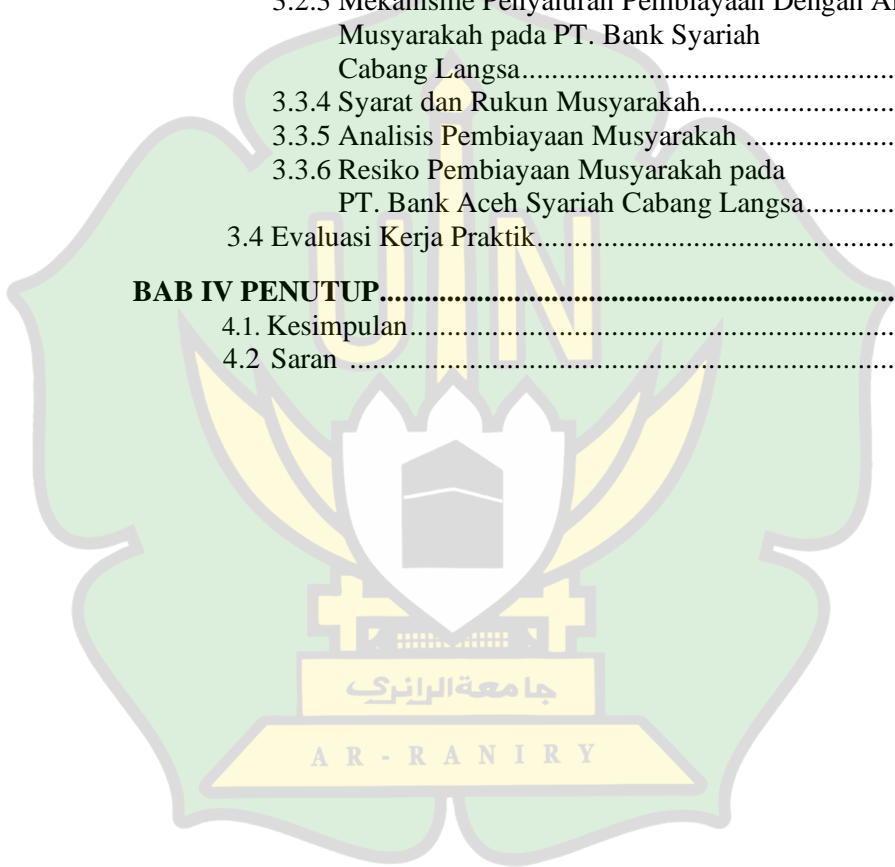 3.2.3 Mekanisme Penyaluran Pembiayaan Dengan
Musyarakah pada PT. Bank Syariah
Cabang Langsa........................................
3.3.4 Syarat dan Rukun Musyarakah........................
3.3.5 Analisis Pembiayaan Musyarakah ....................
3.3.6 Resiko Pembiayaan Musyarakah pada
PT. Bank Aceh Syariah Cabang Langsa............
3.4 Evaluasi Kerja Praktik................................................
BAB IV PENUTUP....................................................................
4.1. Kesimpulan................................................................
4.2 Saran ........................................................................
UIN
جامعة الرانري
AR-RANIRY